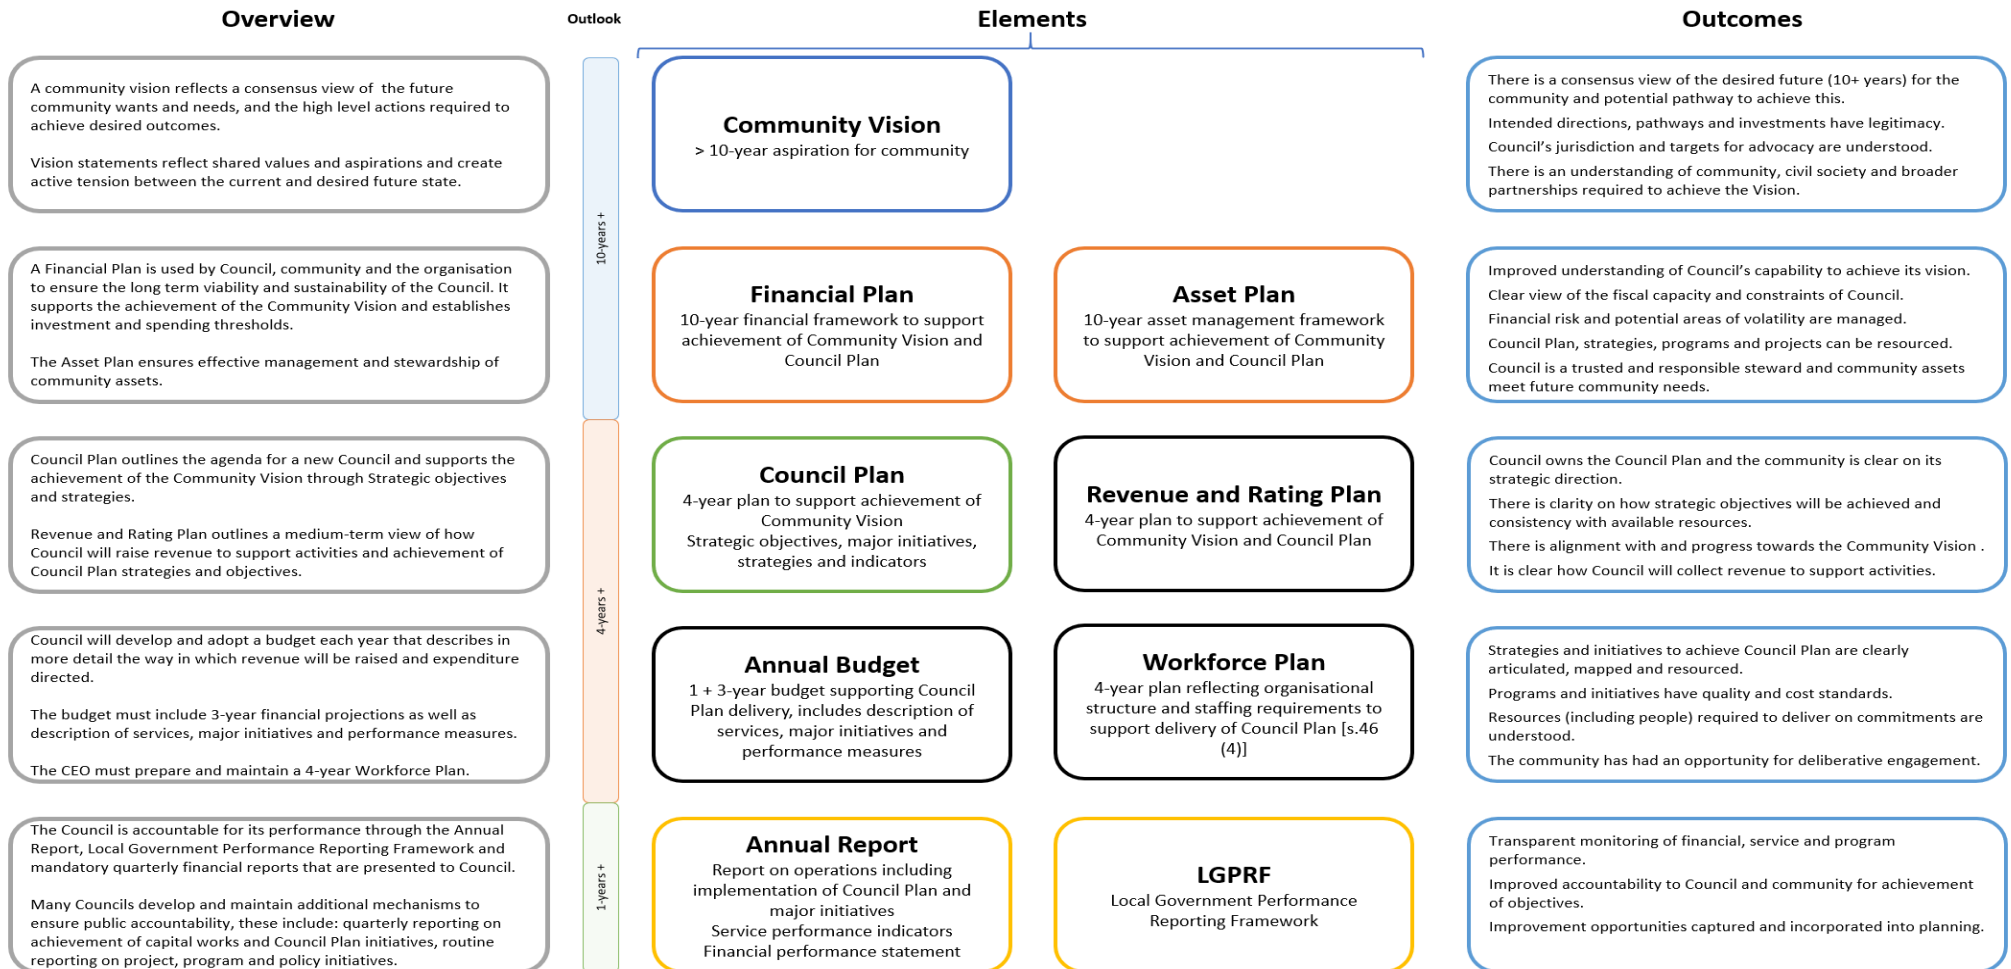 Overview
Outlook
Elements
Outcomes
A community vision reflects a consensus view of the future
community wants and needs, and the high level actions required to
achieve desired outcomes.
Vision statements reflect shared values and aspirations and create
active tension between the current and desired future state.
10-years +
Community Vision
> 10-year aspiration for community
There is a consensus view of the desired future (10+ years) for the
community and potential pathway to achieve this.
Intended directions, pathways and investments have legitimacy.
Council's jurisdiction and targets for advocacy are understood.
There is an understanding of community, civil society and broader
partnerships required to achieve the Vision.
A Financial Plan is used by Council, community and the organisation
to ensure the long term viability and sustainability of the Council. It
supports the achievement of the Community Vision and establishes
investment and spending thresholds.
The Asset Plan ensures effective management and stewardship of
community assets.
Financial Plan
10-year financial framework to support
achievement of Community Vision and
Council Plan
Asset Plan
10-year asset management framework
to support achievement of Community
Vision and Council Plan
Improved understanding of Council's capability to achieve its vision.
Clear view of the fiscal capacity and constraints of Council.
Financial risk and potential areas of volatility are managed.
Council Plan, strategies, programs and projects can be resourced.
Council is a trusted and responsible steward and community assets
meet future community needs.
Council Plan outlines the agenda for a new Council and supports the
achievement of the Community Vision through Strategic objectives
and strategies.
Revenue and Rating Plan outlines a medium-term view of how
Council will raise revenue to support activities and achievement of
Council Plan strategies and objectives.
4-years +
Council Plan
4-year plan to support achievement of
Community Vision
Strategic objectives, major initiatives,
strategies and indicators
Revenue and Rating Plan
4-year plan to support achievement of
Community Vision and Council Plan
Council owns the Council Plan and the community is clear on its
strategic direction.
There is clarity on how strategic objectives will be achieved and
consistency with available resources.
There is alignment with and progress towards the Community Vision .
It is clear how Council will collect revenue to support activities.
Council will develop and adopt a budget each year that describes in
more detail the way in which revenue will be raised and expenditure
directed.
The budget must include 3-year financial projections as well as
description of services, major initiatives and performance measures.
The CEO must prepare and maintain a 4-year Workforce Plan.
Annual Budget
1 + 3-year budget supporting Council
Plan delivery, includes description of
services, major initiatives and
performance measures
Workforce Plan
4-year plan reflecting organisational
structure and staffing requirements to
support delivery of Council Plan [s.46
(4)]
Strategies and initiatives to achieve Council Plan are clearly
articulated, mapped and resourced.
Programs and initiatives have quality and cost standards.
Resources (including people) required to deliver on commitments are
understood.
The community has had an opportunity for deliberative engagement.
The Council is accountable for its performance through the Annual
Report, Local Government Performance Reporting Framework and
mandatory quarterly financial reports that are presented to Council.
Many Councils develop and maintain additional mechanisms to
ensure public accountability, these include: quarterly reporting on
achievement of capital works and Council Plan initiatives, routine
reporting on project, program and policy initiatives.
1-years +
Annual Report
Report on operations including
implementation of Council Plan and
major initiatives
Service performance indicators
Financial performance statement
LGPRF
Local Government Performance
Reporting Framework
Transparent monitoring of financial, service and program
performance.
Improved accountability to Council and community for achievement
of objectives.
Improvement opportunities captured and incorporated into planning.